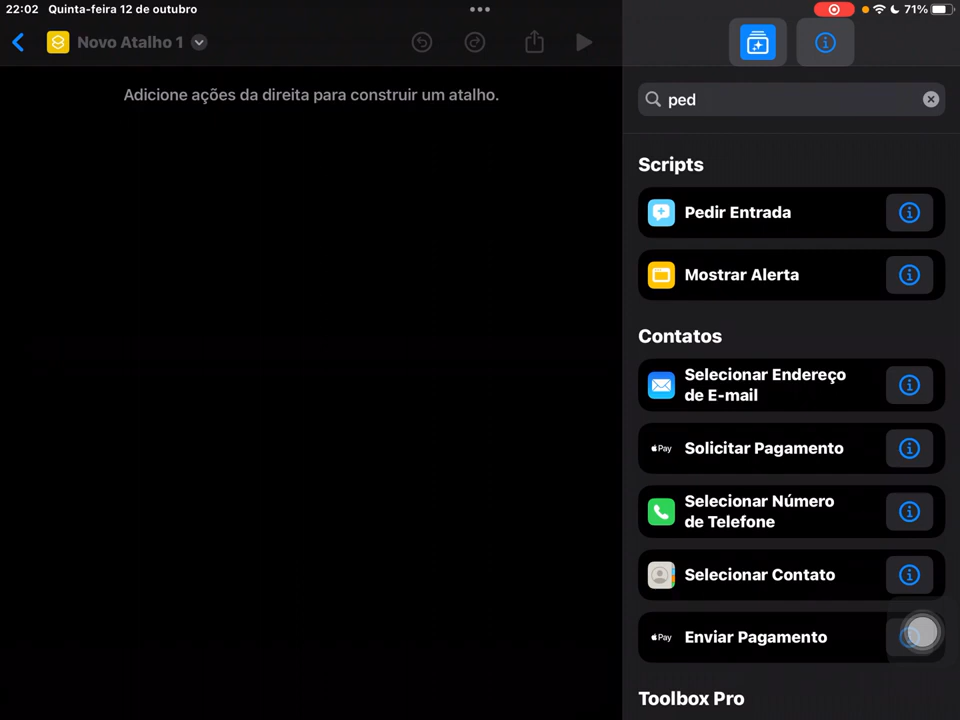 22:02 Quinta-feira 12 de outubro
71%
Novo Atalho 1
Adicione ações da direita para construir um atalho.
ped
Scripts
Pedir Entrada
Mostrar Alerta
Contatos
Selecionar Endereço
de E-mail
Pay Solicitar Pagamento
Selecionar Número
de Telefone
Selecionar Contato
Pay Enviar Pagamento
Toolbox Pro